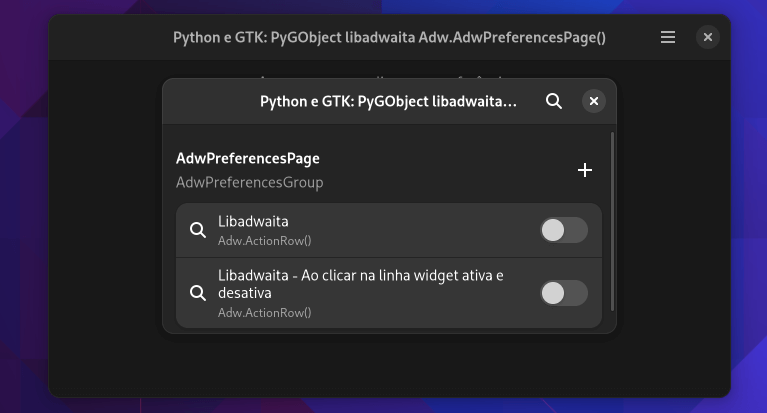 Python e GTK: PyGObject libadwaita Adw.AdwPreferencesPage()
Python e GTK: PyGObject libadwaita...
AdwPreferencesPage
AdwPreferencesGroup
Libadwaita
Adw.ActionRow()
Libadwaita - Ao clicar na linha widget ativa e
desativa
Adw.ActionRow()